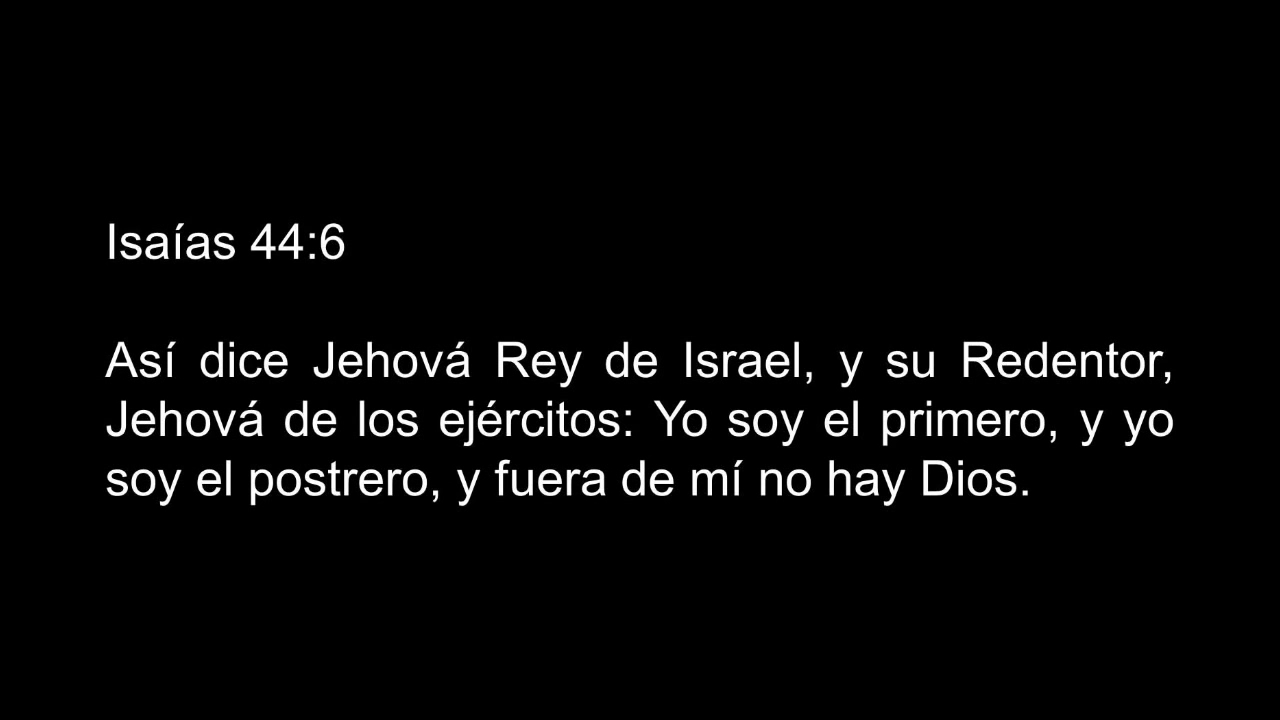 Isaías 44:6
Así dice Jehová Rey de Israel, y su Redentor,
Jehová de los ejércitos: Yo soy el primero, y yo
soy el postrero, y fuera de mí no hay Dios.